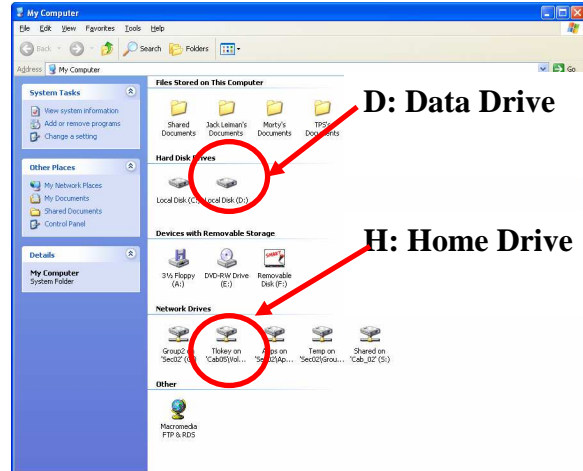 My Computer
File Edit View Favorites Tools Help
Back Search Folders
Address My Computer Go
System Tasks
View system information
Add or remove programs
Change a setting
Other Places
My Network Places
My Documents
Shared Documents
Control Panel
Details
My Computer
System Folder
Files Stored on This Computer
Shared Documents
Jack Leiman's Documents
Morty's Documents
TPS's Documents
Hard Disk Drives
Local Disk (C:)
Local Disk (D:)
Devices with Removable Storage
3½ Floppy (A:)
DVD-RW Drive (E:)
Removable Disk (F:)
Network Drives
Group2 on 'Sec02' (G:)
Tlokey on 'Cab05\Vol...
Apps on 'Sec02\Ap...
Temp on 'Sec02\Grou...
Shared on 'Cab_02' (S:)
Other
Macromedia FTP & RDS
D: Data Drive
H: Home Drive